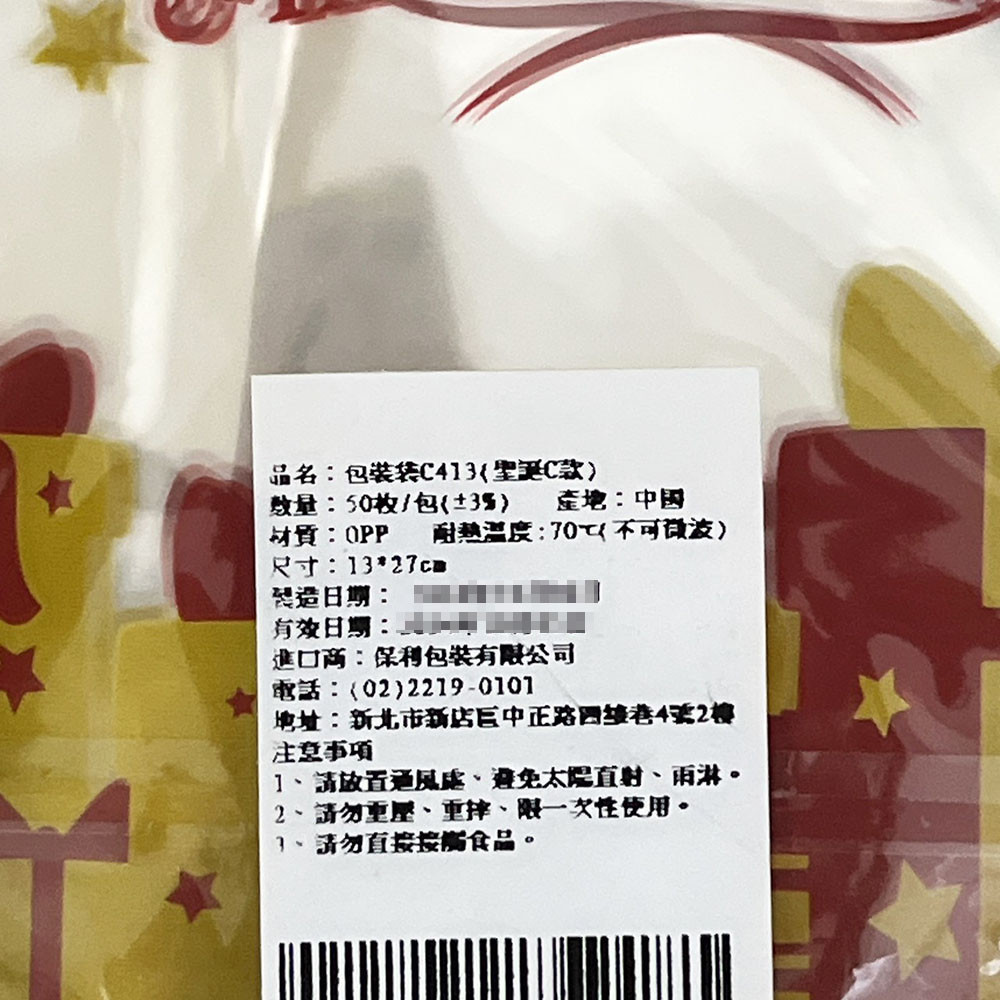 品名：包裝袋C413(聖誕C款)
數量：50枚/包(±3%)　產地：中國
材質：OPP　耐熱溫度:70℃(不可微波)
尺寸：13*27cm
製造日期：
有效日期：
進口商：保利包裝有限公司
電話：(02)2219-0101
地址：新北市新店區中正路四維巷4號2樓
注意事項
1、請放置通風處、避免太陽直射、雨淋。
2、請勿重壓、重摔、限一次性使用。
3、請勿直接接觸食品。